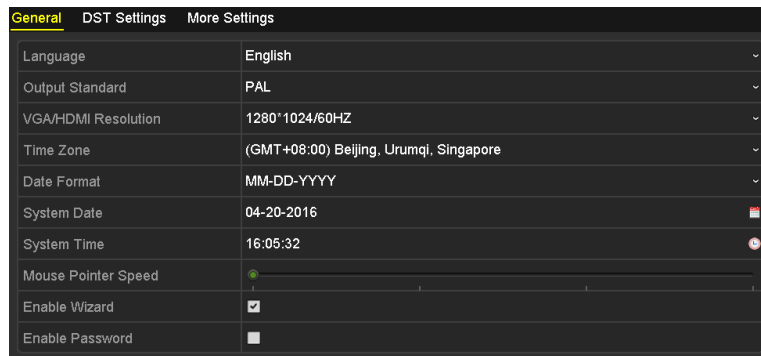 General DST Settings More Settings
Language English
Output Standard PAL
VGA/HDMI Resolution 1280*1024/60HZ
Time Zone (GMT+08:00) Beijing, Urumqi, Singapore
Date Format MM-DD-YYYY
System Date 04-20-2016
System Time 16:05:32
Mouse Pointer Speed
Enable Wizard
Enable Password